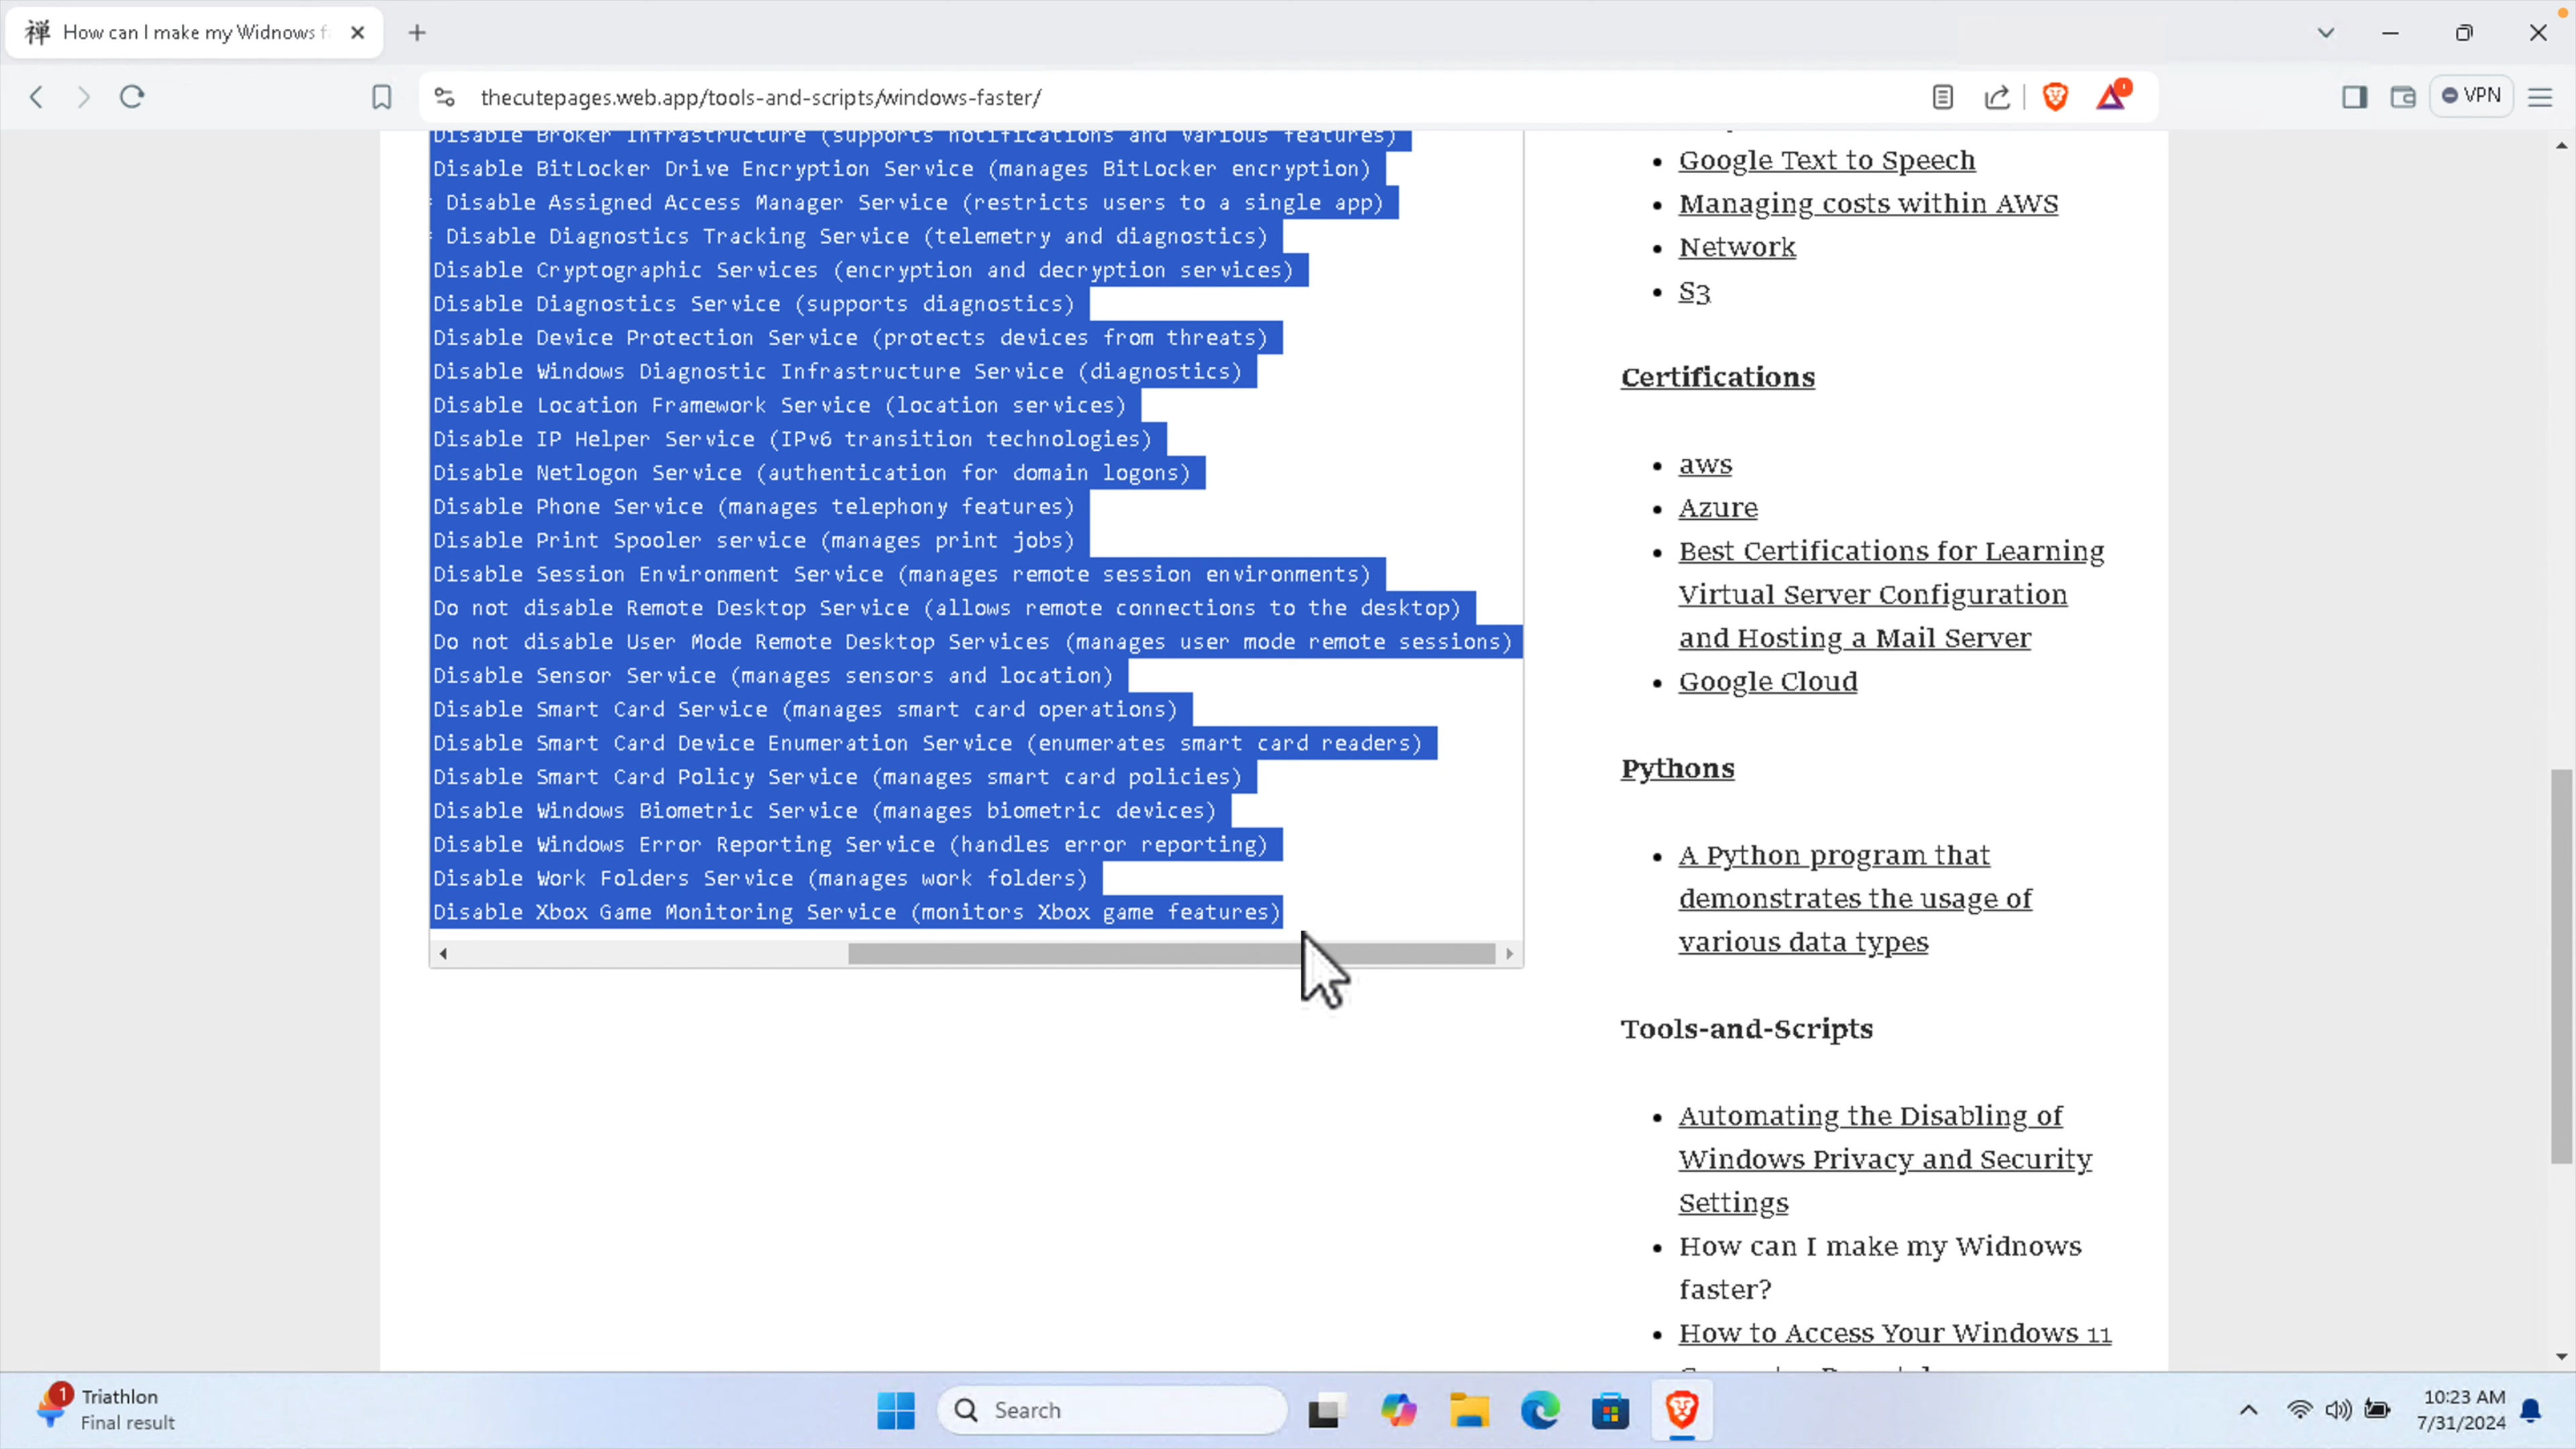 禅 How can I make my Widnows f
thecutepages.web.app/tools-and-scripts/windows-faster/
VPN
Disable Broker Infrastructure (supports notifications and various features)
Disable BitLocker Drive Encryption Service (manages BitLocker encryption)
Disable Assigned Access Manager Service (restricts users to a single app)
Disable Diagnostics Tracking Service (telemetry and diagnostics)
Disable Cryptographic Services (encryption and decryption services)
Disable Diagnostics Service (supports diagnostics)
Disable Device Protection Service (protects devices from threats)
Disable Windows Diagnostic Infrastructure Service (diagnostics)
Disable Location Framework Service (location services)
Disable IP Helper Service (IPv6 transition technologies)
Disable Netlogon Service (authentication for domain logons)
Disable Phone Service (manages telephony features)
Disable Print Spooler service (manages print jobs)
Disable Session Environment Service (manages remote session environments)
Do not disable Remote Desktop Service (allows remote connections to the desktop)
Do not disable User Mode Remote Desktop Services (manages user mode remote sessions)
Disable Sensor Service (manages sensors and location)
Disable Smart Card Service (manages smart card operations)
Disable Smart Card Device Enumeration Service (enumerates smart card readers)
Disable Smart Card Policy Service (manages smart card policies)
Disable Windows Biometric Service (manages biometric devices)
Disable Windows Error Reporting Service (handles error reporting)
Disable Work Folders Service (manages work folders)
Disable Xbox Game Monitoring Service (monitors Xbox game features)
Google Text to Speech
Managing costs within AWS
Network
S3
Certifications
aws
Azure
Best Certifications for Learning
Virtual Server Configuration
and Hosting a Mail Server
Google Cloud
Pythons
A Python program that
demonstrates the usage of
various data types
Tools-and-Scripts
Automating the Disabling of
Windows Privacy and Security
Settings
How can I make my Widnows
faster?
How to Access Your Windows 11
1
Triathlon
Final result
Search
10:23 AM
7/31/2024